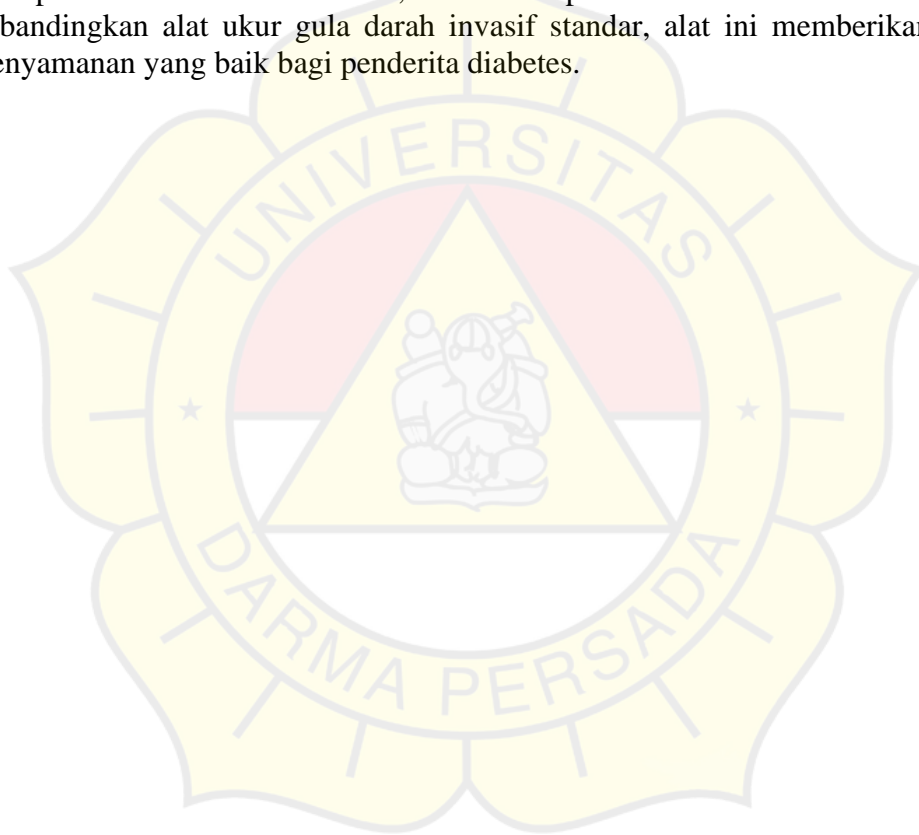 bandingkan alat ukur gula darah invasif standar, alat ini memberikan
enyamanan yang baik bagi penderita diabetes.
UNIVERSITAS
DARMA PERSADA